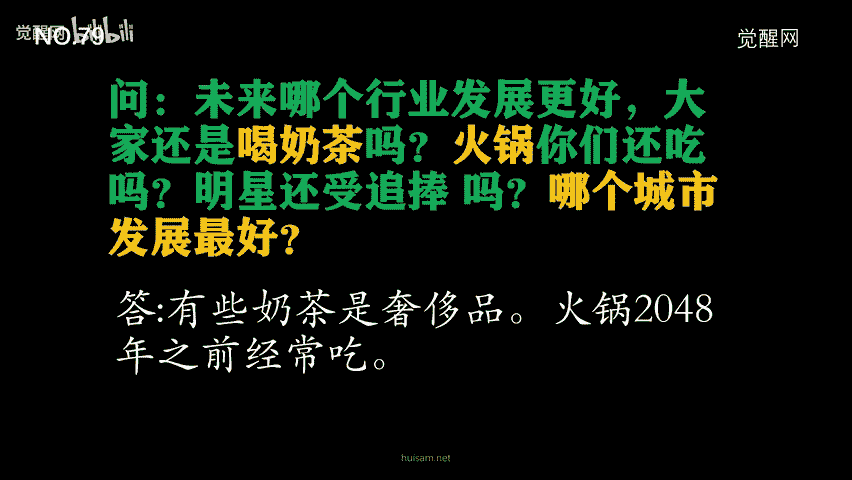 觉醒网 bilibili
NO.79
觉醒网
问：未来哪个行业发展更好，大
家还是喝奶茶吗？火锅你们还吃
吗？明星还受追捧 吗？哪个城市
发展最好？
答:有些奶茶是奢侈品。火锅2048
年之前经常吃。
huisam.net